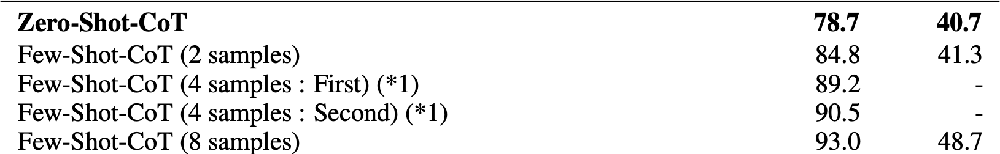 Zero-Shot-CoT 78.7 40.7
Few-Shot-CoT (2 samples) 84.8 41.3
Few-Shot-CoT (4 samples : First) (*1) 89.2 -
Few-Shot-CoT (4 samples : Second) (*1) 90.5 -
Few-Shot-CoT (8 samples) 93.0 48.7